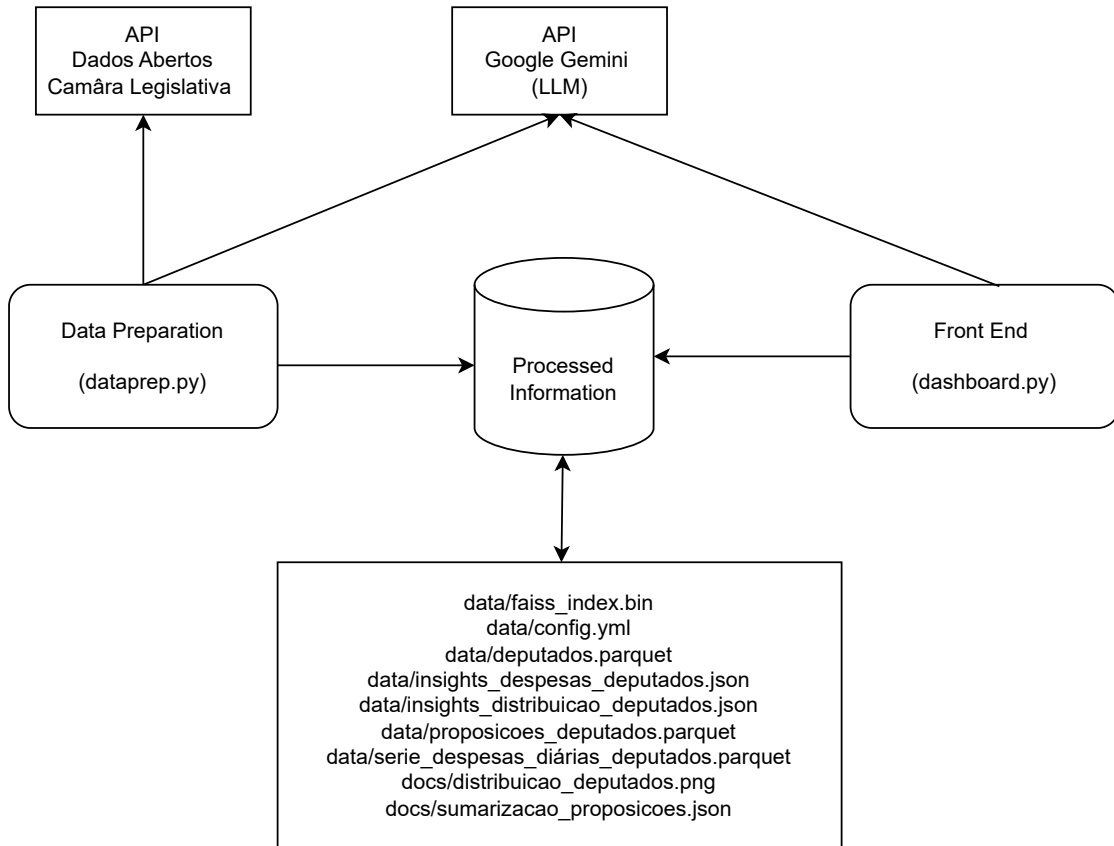 API
Dados Abertos
Camâra Legislativa
API
Google Gemini
(LLM)
Data Preparation
(dataprep.py)
Processed
Information
Front End
(dashboard.py)
data/faiss_index.bin
data/config.yml
data/deputados.parquet
data/insights_despesas_deputados.json
data/insights_distribuicao_deputados.json
data/proposicoes_deputados.parquet
data/serie_despesas_diárias_deputados.parquet
docs/distribuicao_deputados.png
docs/sumarizacao_proposicoes.json